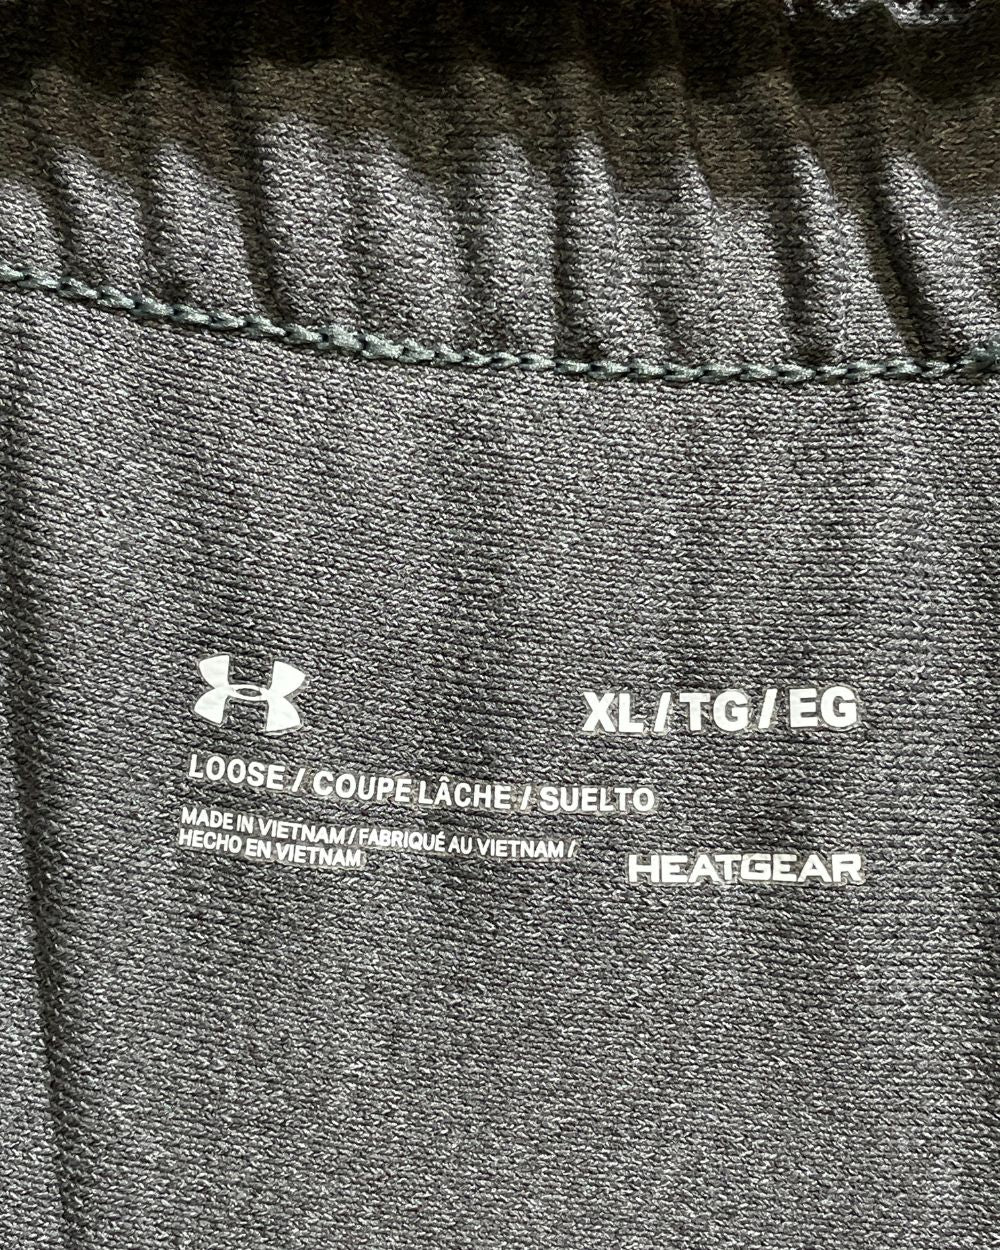 XL/TG/EG
LOOSE / COUPE LÂCHE / SUELTO
MADE IN VIETNAM / FABRIQUÉ AU VIETNAM /
HECHO EN VIETNAM
HEATGEAR